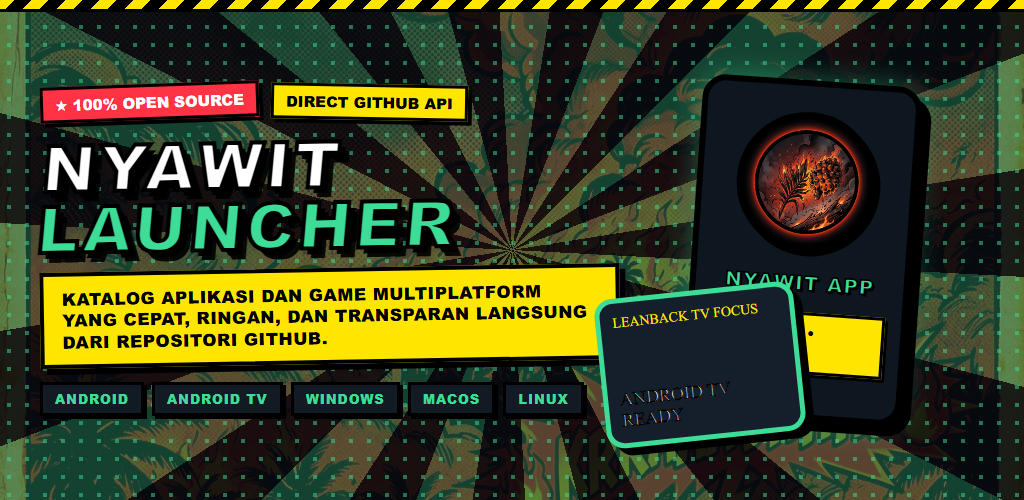 ★ 100% OPEN SOURCE
DIRECT GITHUB API
NYAWIT
LAUNCHER
KATALOG APLIKASI DAN GAME MULTIPLATFORM
YANG CEPAT, RINGAN, DAN TRANSPARAN LANGSUNG
DARI REPOSITORI GITHUB.
ANDROID
ANDROID TV
WINDOWS
MACOS
LINUX
NYAWIT APP
LEANBACK TV FOCUS
ANDROID TV
READY